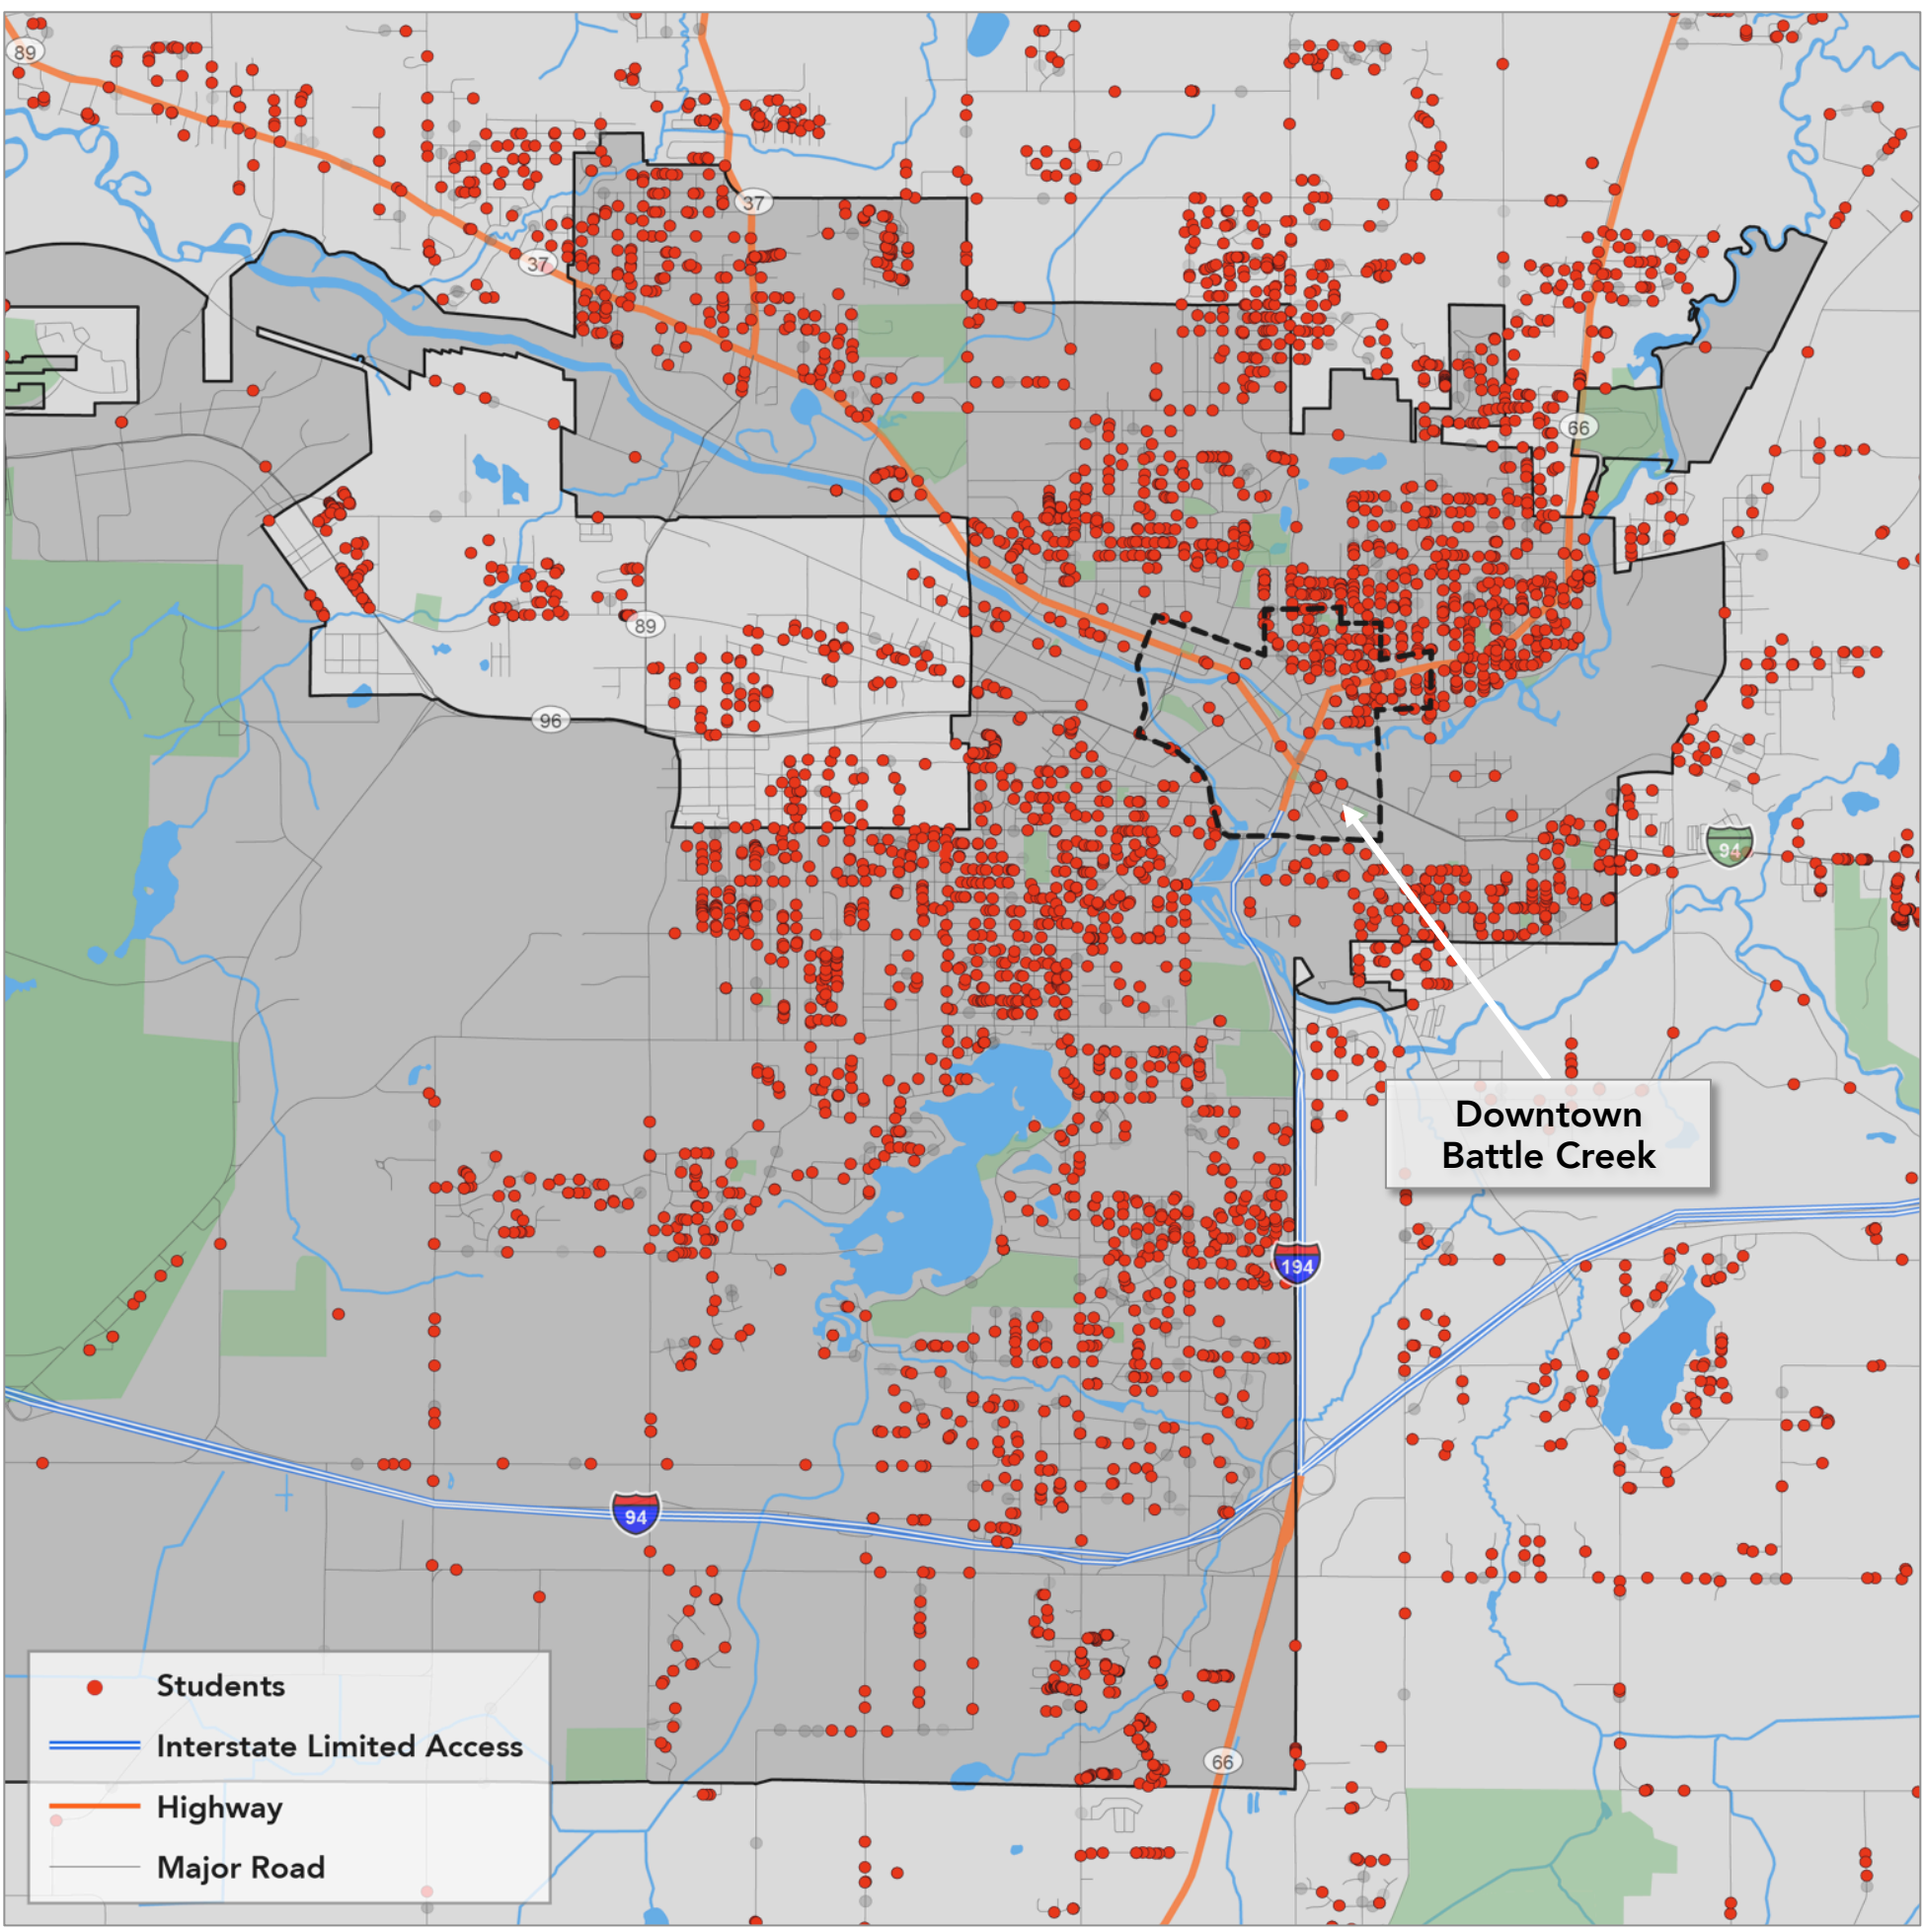 89
37
37
66
89
96
94
Downtown
Battle Creek
194
94
66
Students
Interstate Limited Access
Highway
Major Road